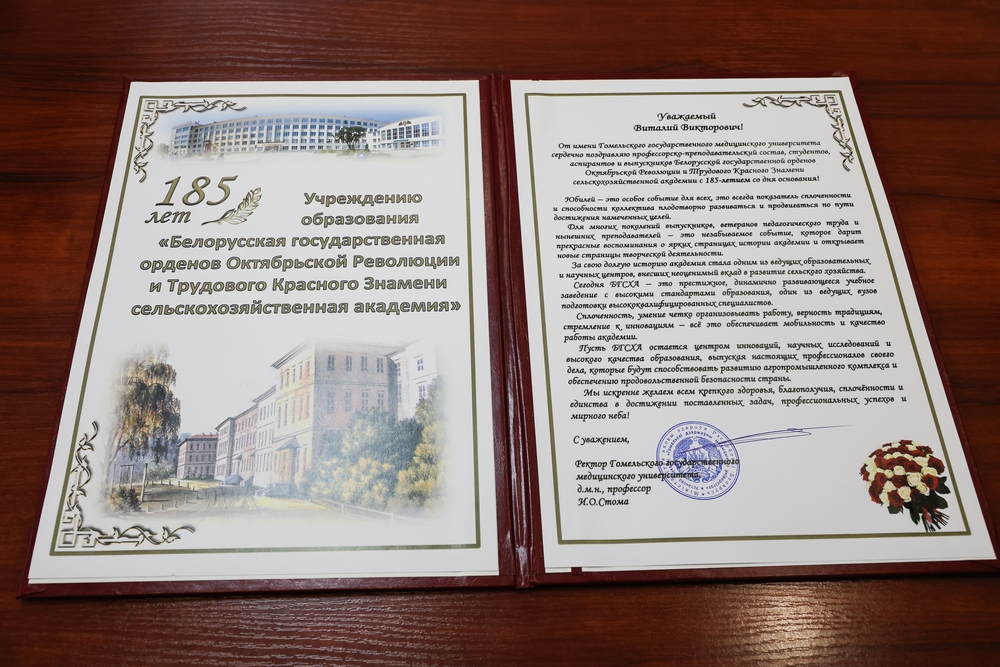 185
лет
Учреждению
образования
«Белорусская государственная
орденов Октябрьской Революции
и Трудового Красного Знамени
сельскохозяйственная академия»
Уважаемый
Виталий Викторович!
От имени Гомельского государственного медицинского университета
сердечно поздравляю профессорско-преподавательский состав, студентов,
аспирантов и выпускников Белорусской государственной орденов
Октябрьской Революции и Трудового Красного Знамени
сельскохозяйственной академии с 185-летием со дня основания!
Юбилей – это особое событие для всех, это всегда показатель сплоченности
и способности коллектива плодотворно развиваться и продвигаться по пути
достижения намеченных целей.
Для многих поколений выпускников, ветеранов педагогического труда и
нынешних преподавателей – это незабываемое событие, которое дарит
прекрасные воспоминания о ярких страницах истории академии и открывает
новые страницы творческой деятельности.
За свою долгую историю академия стала одним из ведущих образовательных
и научных центров, внесших неоценимый вклад в развитие сельского хозяйства.
Сегодня БГСХА – это престижное, динамично развивающееся учебное
заведение с высокими стандартами образования, один из ведущих вузов
подготовки высококвалифицированных специалистов.
Сплоченность, умение четко организовывать работу, верность традициям,
стремление к инновациям – всё это обеспечивает мобильность и качество
работы академии.
Пусть БГСХА остается центром инноваций, научных исследований и
высокого качества образования, выпуская настоящих профессионалов своего
дела, которые будут способствовать развитию агропромышленного комплекса и
обеспечению продовольственной безопасности страны.
Мы искренне желаем всем крепкого здоровья, благополучия, сплочённости и
единства в достижении поставленных задач, профессиональных успехов и
мирного неба!
С уважением,
Ректор Гомельского государственного
медицинского университета,
д.м.н., профессор
И.О.Стома